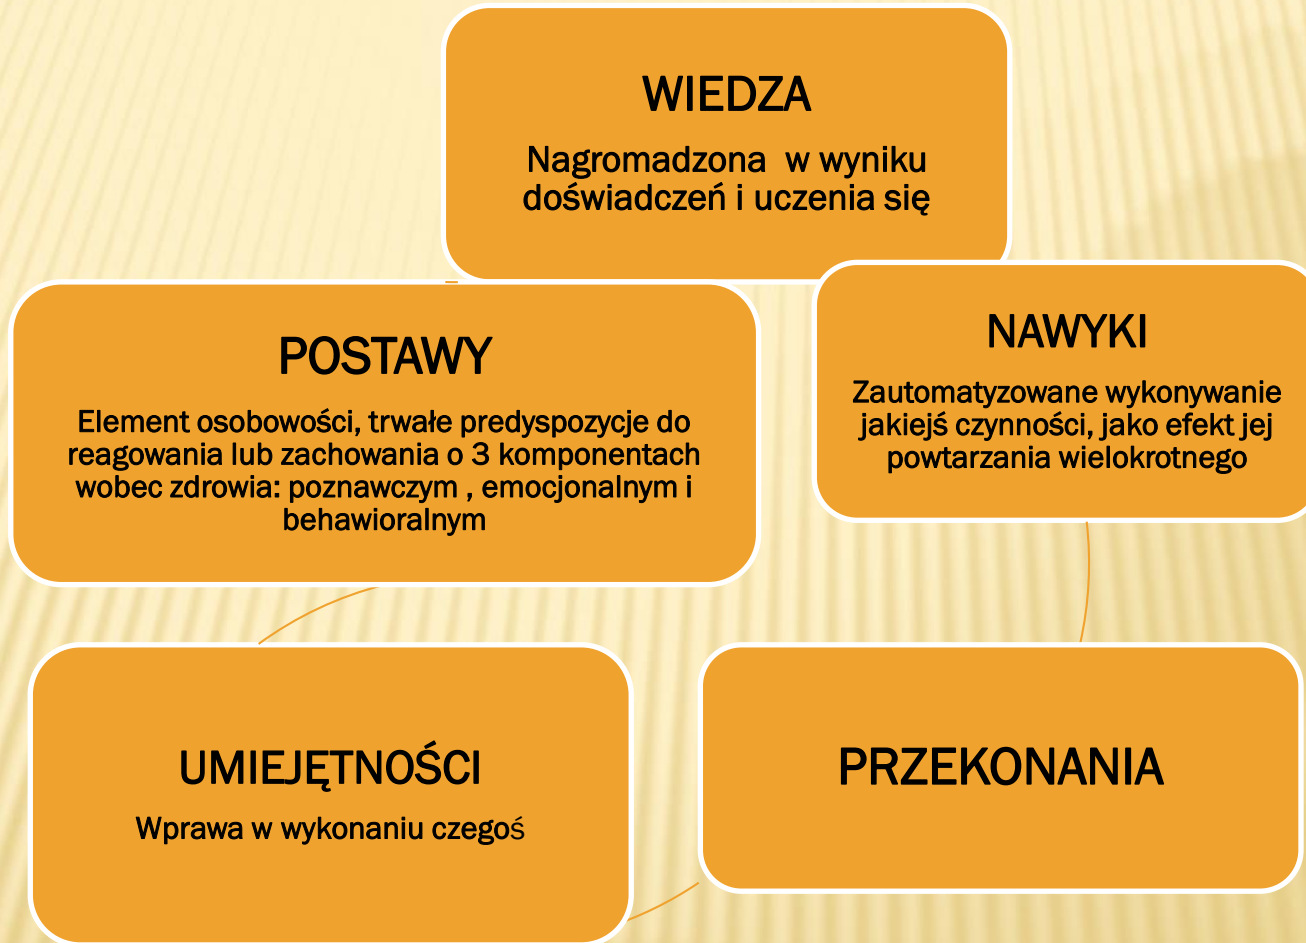 WIEDZA
Nagromadzona w wyniku
doświadczeń i uczenia się
POSTAWY
Element osobowości, trwałe predyspozycje do
reagowania lub zachowania o 3 komponentach
wobec zdrowia: poznawczym , emocjonalnym i
behawioralnym
NAWYKI
Zautomatyzowane wykonywanie
jakiejś czynności, jako efekt jej
powtarzania wielokrotnego
UMIEJĘTNOŚCI
Wprawa w wykonaniu czegoś
PRZEKONANIA